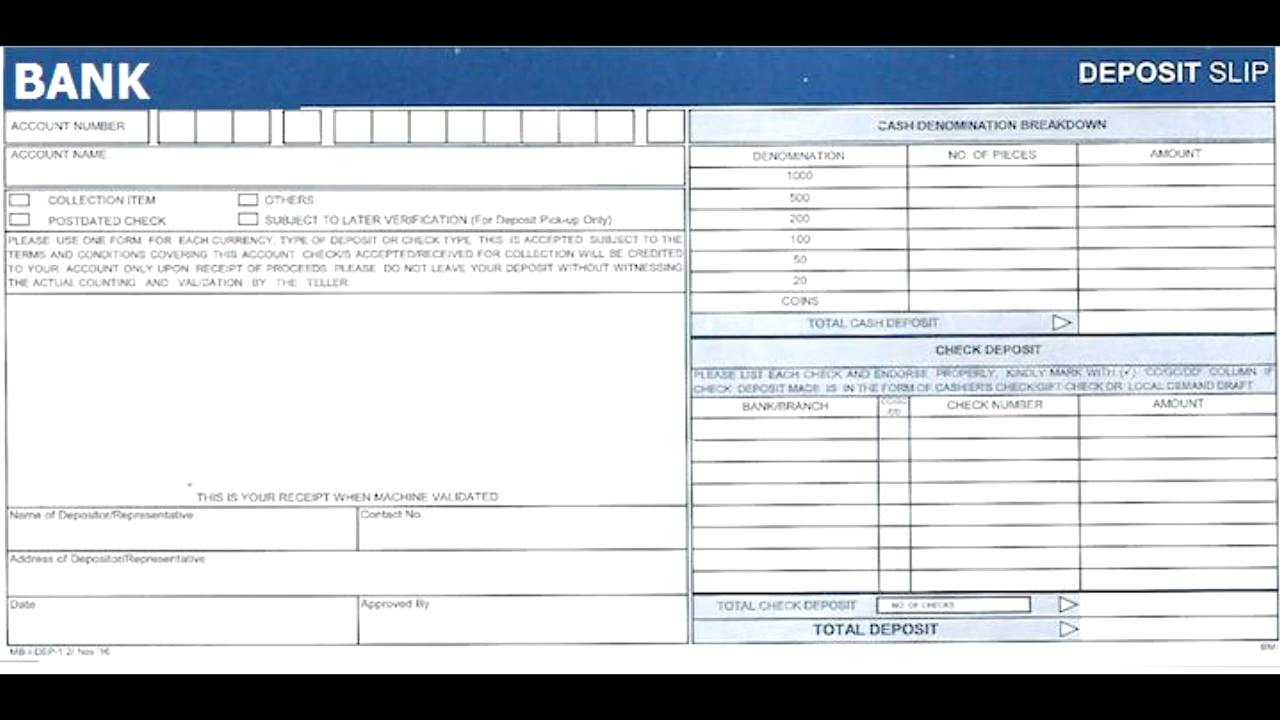 BANK
DEPOSIT SLIP
ACCOUNT NUMBER
ACCOUNT NAME
COLLECTION ITEM
OTHERS
POSTDATED CHECK
SUBJECT TO LATER VERIFICATION (For Deposit Pick-up Only)
PLEASE USE ONE FORM FOR EACH CURRENCY, TYPE OF DEPOSIT OR CHECK TYPE. THIS IS ACCEPTED SUBJECT TO THE
TERMS AND CONDITIONS COVERING THIS ACCOUNT CHECK/S ACCEPTED/RECEIVED FOR COLLECTION WILL BE CREDITED
TO YOUR ACCOUNT ONLY UPON RECEIPT OF PROCEEDS PLEASE DO NOT LEAVE YOUR DEPOSIT WITHOUT WITNESSING
THE ACTUAL COUNTING AND VALIDATION BY THE TELLER
THIS IS YOUR RECEIPT WHEN MACHINE VALIDATED
Name of Depositor/Representative
Contact No.
Address of Depositor/Representative
Date
Approved By
CASH DENOMINATION BREAKDOWN
DENOMINATION
NO. OF PIECES
AMOUNT
1000
500
200
100
50
20
COINS
TOTAL CASH DEPOSIT
CHECK DEPOSIT
PLEASE LIST EACH CHECK AND ENDORSE PROPERLY, KINDLY MARK WITH (✓) CC/GC/DD COLUMN IF
CHECK DEPOSIT MADE IS IN THE FORM OF CASHIER'S CHECK/GIFT CHECK OR LOCAL DEMAND DRAFT
BANK/BRANCH
CC/GC
DD
CHECK NUMBER
AMOUNT
TOTAL CHECK DEPOSIT
NO. OF CHECKS
TOTAL DEPOSIT
Nov '16